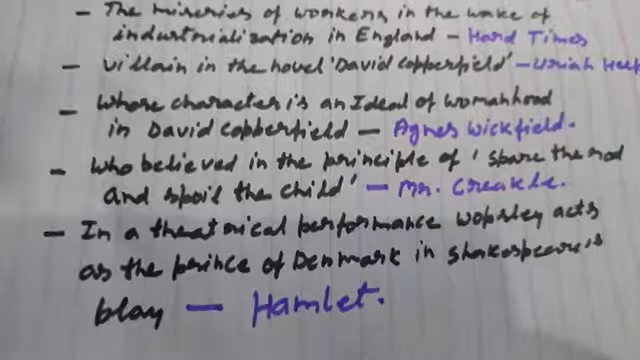 - The miseries of workers in the wake of
industrialization in England - Hard Times
- Villain in the novel 'David Copperfield' - Uriah Heep
- Whose character is an Ideal of womanhood
in David Copperfield - Agnes Wickfield.
- Who believed in the principle of 'spare the rod
and spoil the child' - Mr. Creakle.
- In a theatrical performance Wopsley acts
as the prince of Denmark in Shakespeare's
play - Hamlet.